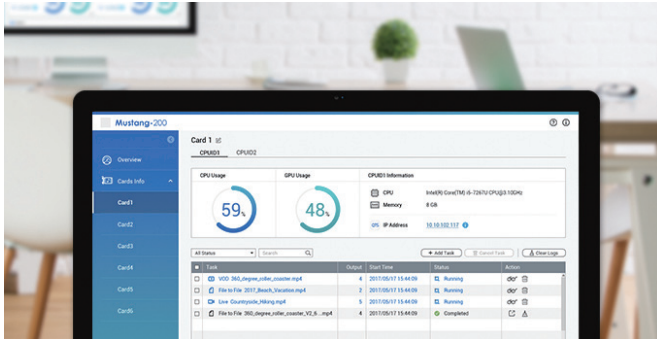 Mustang-200
Card 1
CPUID1 CPUID2
Overview
Cards Info
Card1
Card2
Card3
Card4
Card5
Card6
CPU Usage
59%
GPU Usage
48%
CPUID1 Information
CPU Intel(R) Core(TM) i5-7267U CPU@3.10GHz
Memory 8 GB
IP Address 10.10.102.117
All Status Search + Add Task Cancel Task Clear Logs
Task Output Start Time Status Action
VOD 360_degree_roller_coaster.mp4 4 2017/05/17 15:44:09 Running
File to File 2017_Beach_Vacation.mp4 2 2017/05/17 15:44:09 Running
Live Countryside_Hiking.mp4 5 2017/05/17 15:44:09 Running
File to File 360_degree_roller_coaster_V2_6...mp4 4 2017/05/17 15:44:09 Completed